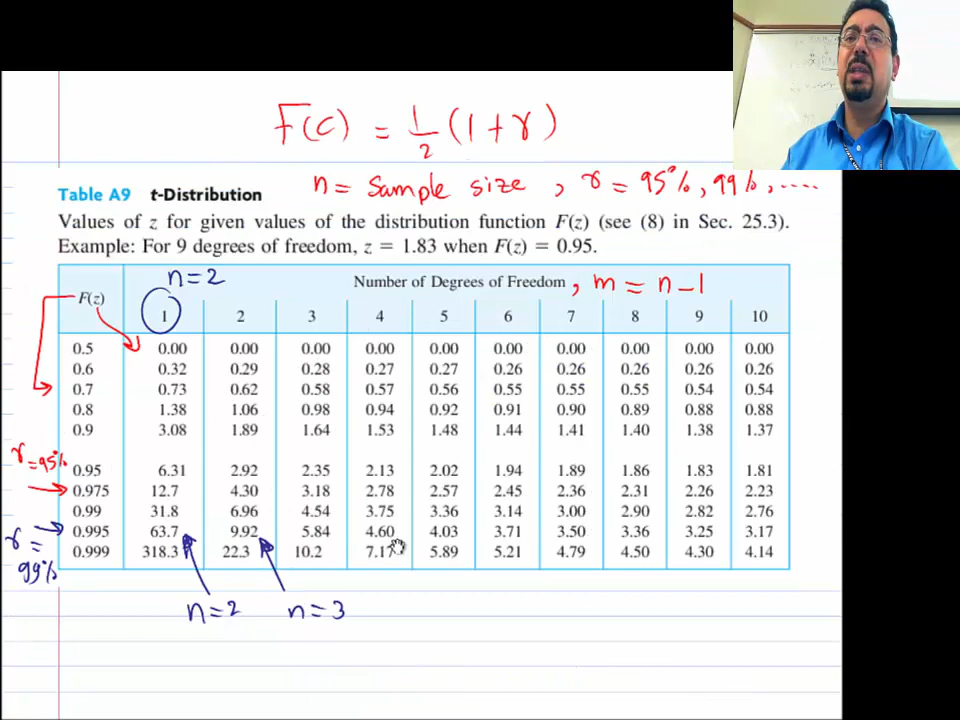 F(c) = 1/2 (1+γ)
n = Sample size , γ = 95%, 99%, ....
Table A9 t-Distribution
Values of z for given values of the distribution function F(z) (see (8) in Sec. 25.3).
Example: For 9 degrees of freedom, z = 1.83 when F(z) = 0.95.
n=2
F(z) Number of Degrees of Freedom , m = n-1
1 2 3 4 5 6 7 8 9 10
0.5 0.00 0.00 0.00 0.00 0.00 0.00 0.00 0.00 0.00 0.00
0.6 0.32 0.29 0.28 0.27 0.27 0.26 0.26 0.26 0.26 0.26
0.7 0.73 0.62 0.58 0.57 0.56 0.55 0.55 0.55 0.54 0.54
0.8 1.38 1.06 0.98 0.94 0.92 0.91 0.90 0.89 0.88 0.88
0.9 3.08 1.89 1.64 1.53 1.48 1.44 1.41 1.40 1.38 1.37
γ=95%
0.95 6.31 2.92 2.35 2.13 2.02 1.94 1.89 1.86 1.83 1.81
0.975 12.7 4.30 3.18 2.78 2.57 2.45 2.36 2.31 2.26 2.23
0.99 31.8 6.96 4.54 3.75 3.36 3.14 3.00 2.90 2.82 2.76
0.995 63.7 9.92 5.84 4.60 4.03 3.71 3.50 3.36 3.25 3.17
0.999 318.3 22.3 10.2 7.17 5.89 5.21 4.79 4.50 4.30 4.14
γ=
99%
n=2 n=3